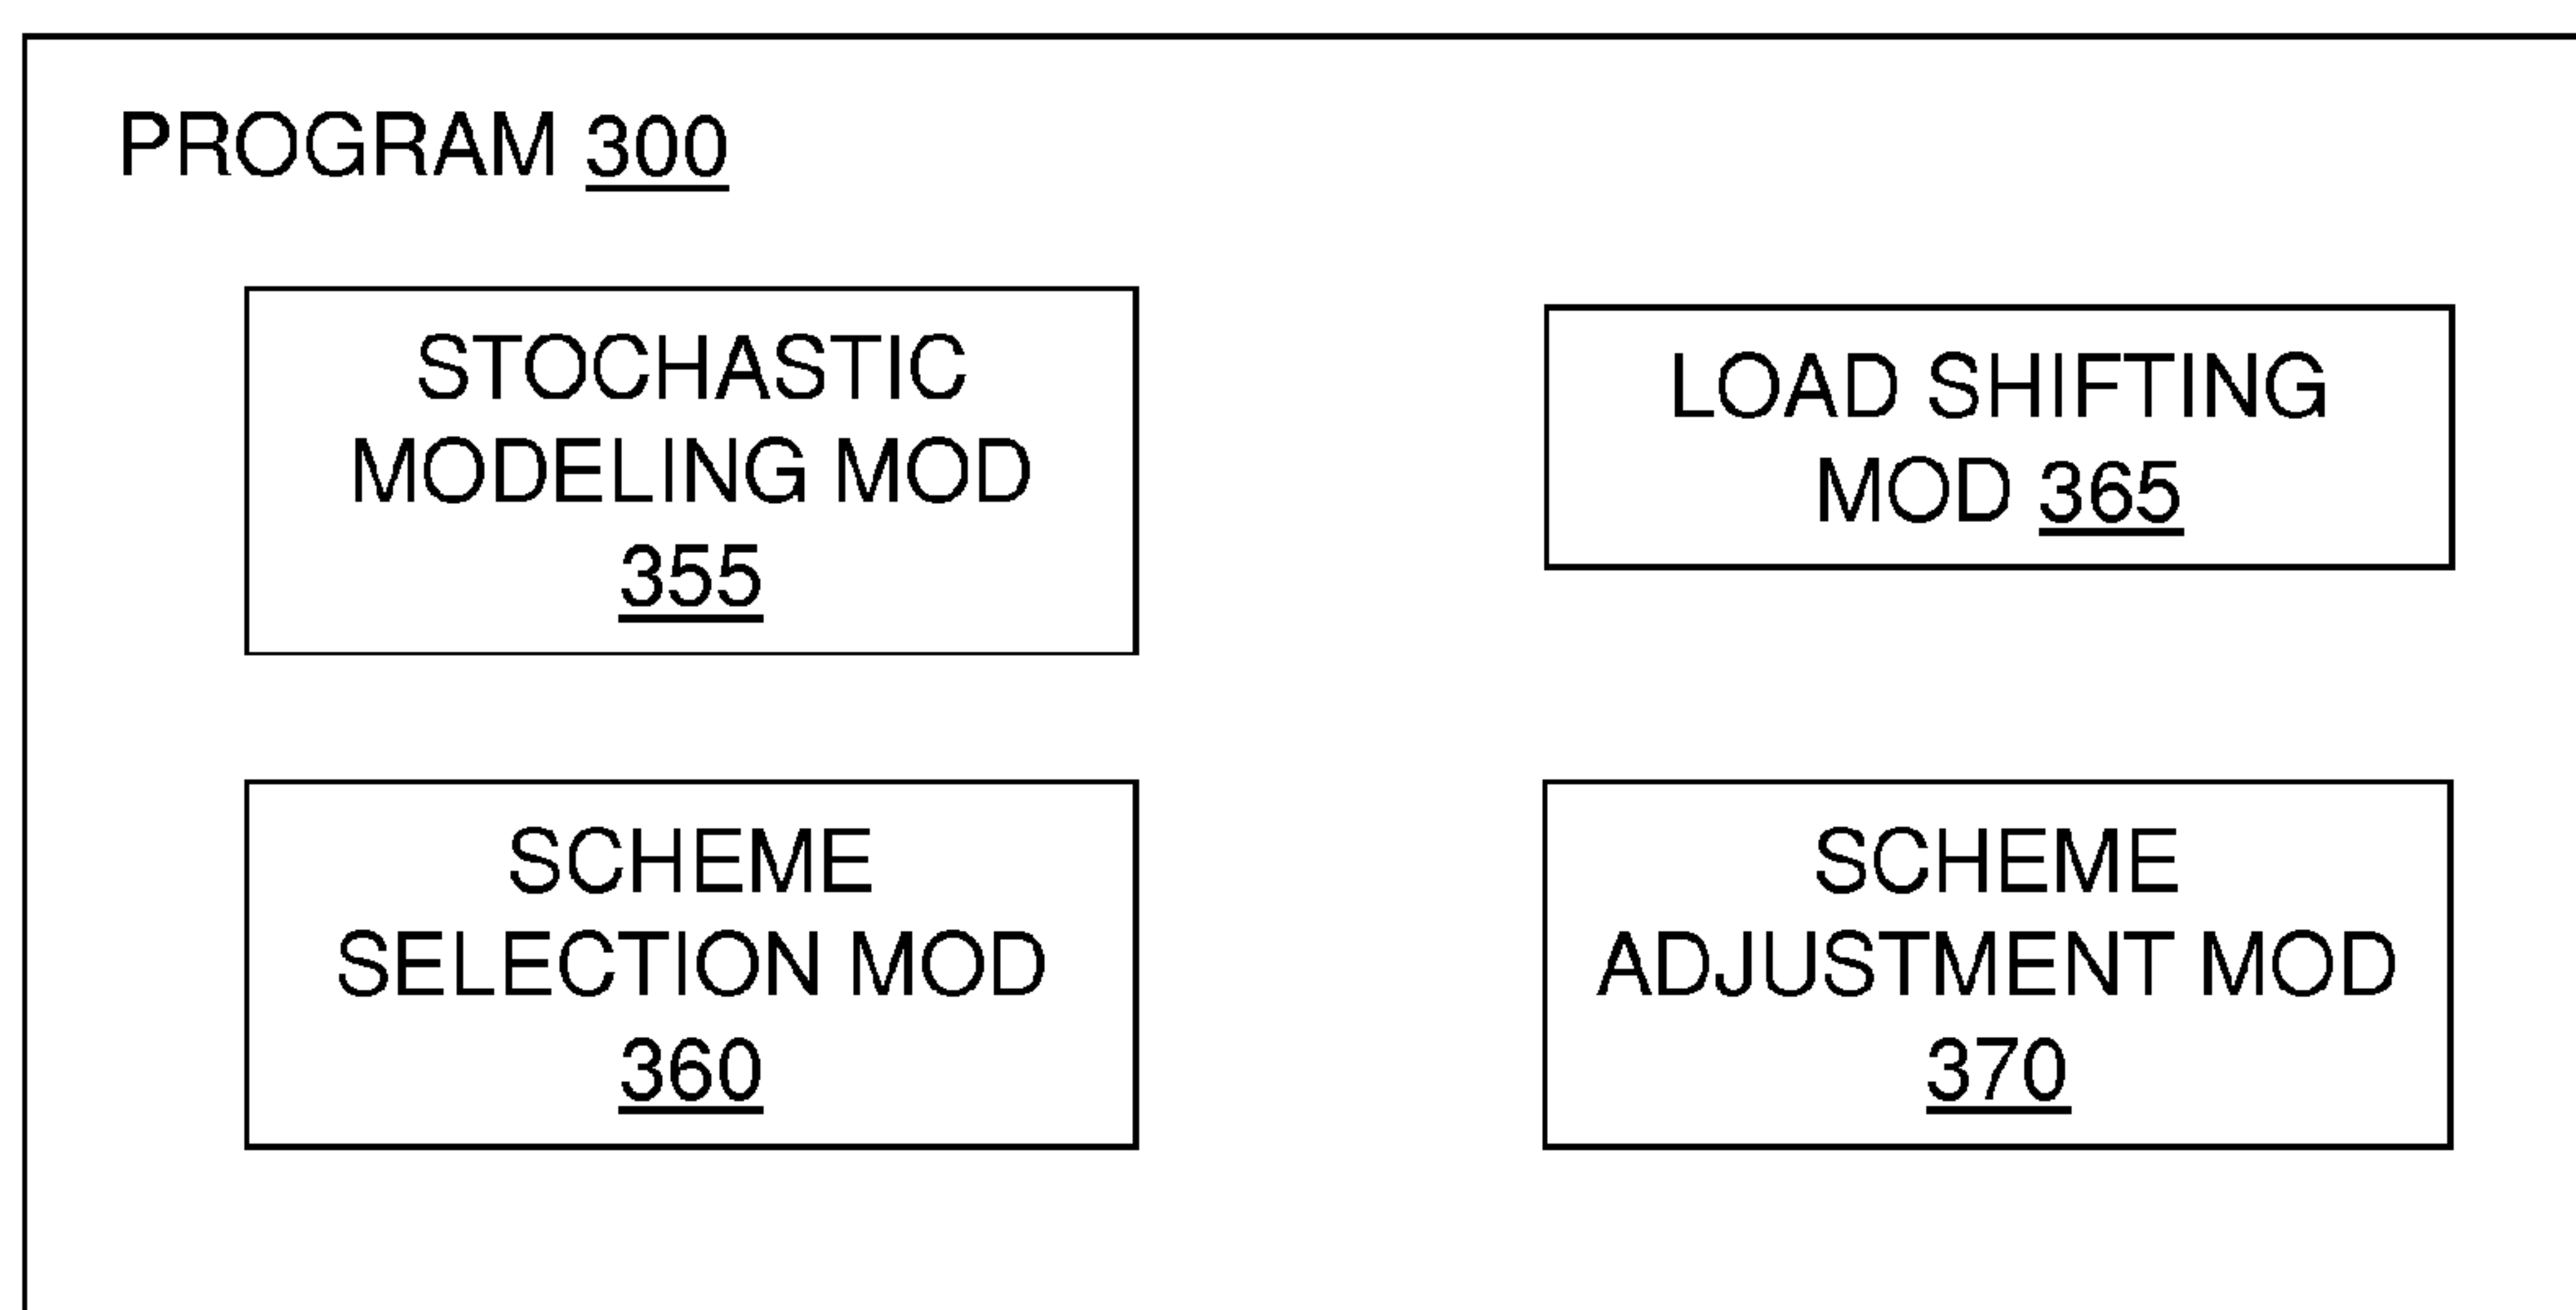 PROGRAM 300
STOCHASTIC
MODELING MOD
355
LOAD SHIFTING
MOD 365
SCHEME
SELECTION MOD
360
SCHEME
ADJUSTMENT MOD
370